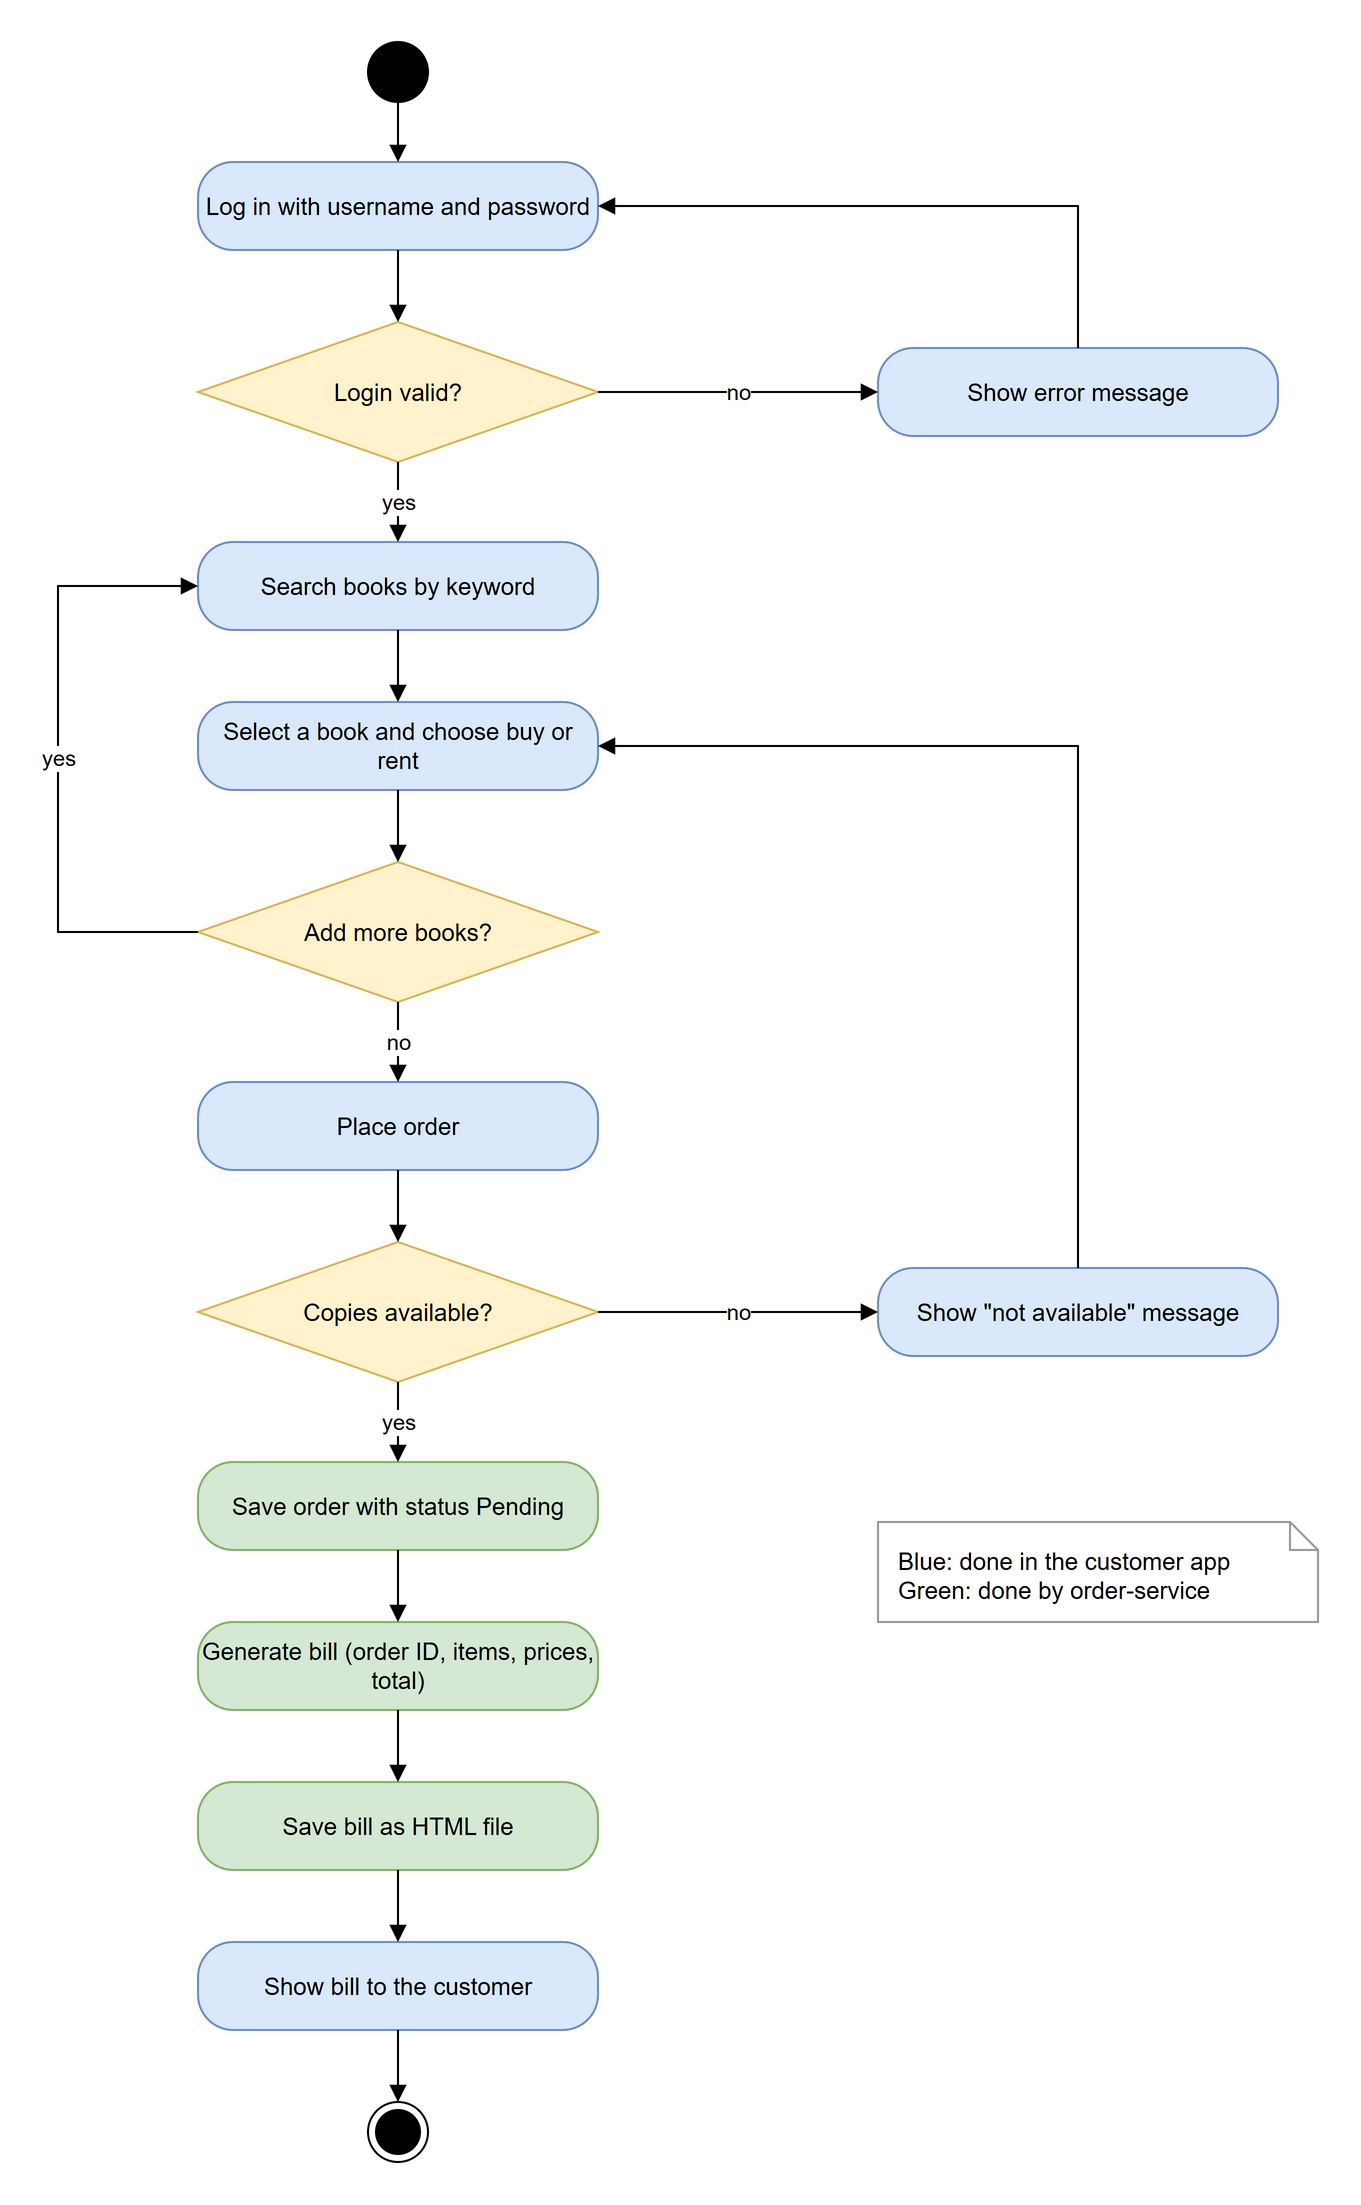 Log in with username and password
Login valid?
no
Show error message
yes
Search books by keyword
Select a book and choose buy or
rent
yes
Add more books?
no
Place order
Copies available?
no
Show "not available" message
yes
Save order with status Pending
Blue: done in the customer app
Green: done by order-service
Generate bill (order ID, items, prices,
total)
Save bill as HTML file
Show bill to the customer